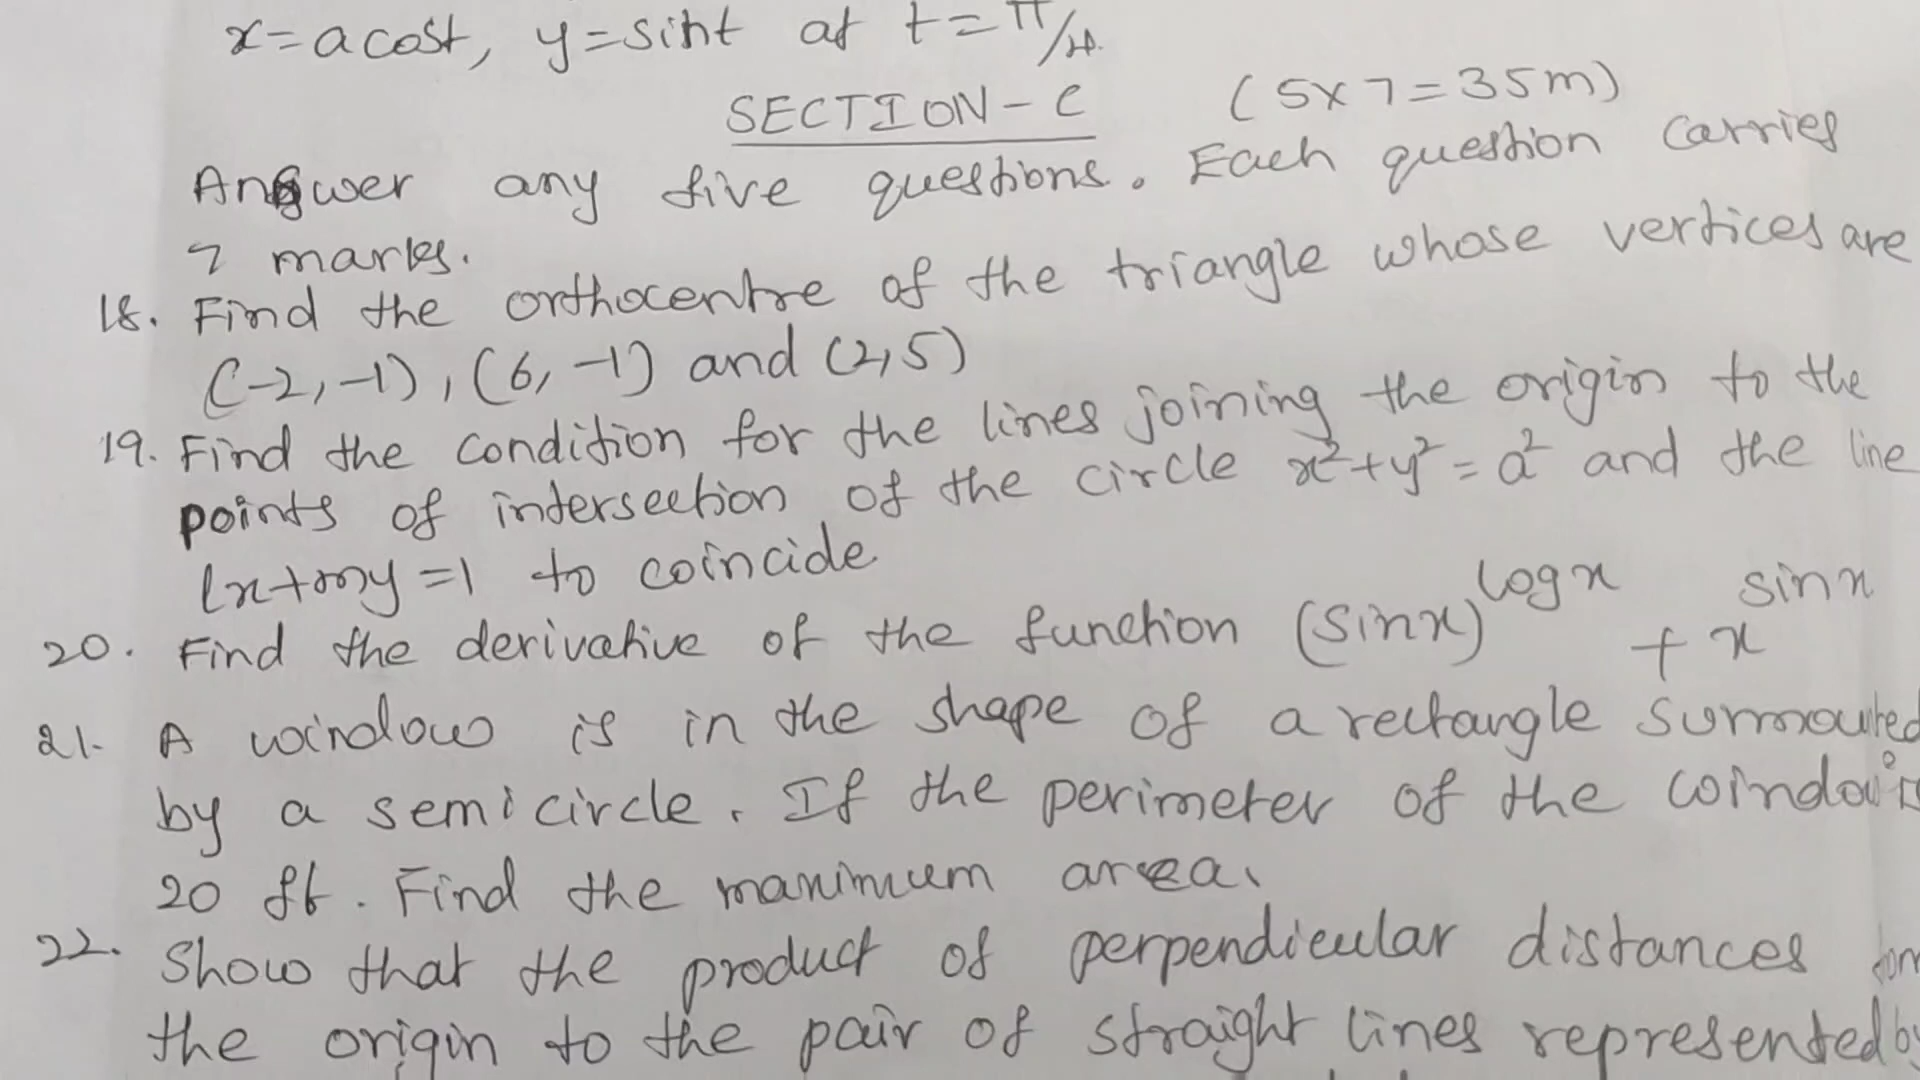 x=acost, y=sint at t=π/4.
SECTION-C (5x7=35m)
Answer any five questions. Each question carries
7 marks.
18. Find the orthocentre of the triangle whose vertices are
(-2,-1), (6,-1) and (2,5)
19. Find the condition for the lines joining the origin to the
points of intersection of the circle x²+y²=a² and the line
lx+my=1 to coincide
20. Find the derivative of the function (sinx)^logx + x^sinx
21. A window is in the shape of a rectangle surmouted
by a semicircle. If the perimeter of the window is
20 ft. Find the maximum area.
22. Show that the product of perpendicular distances
the origin to the pair of straight lines represented by